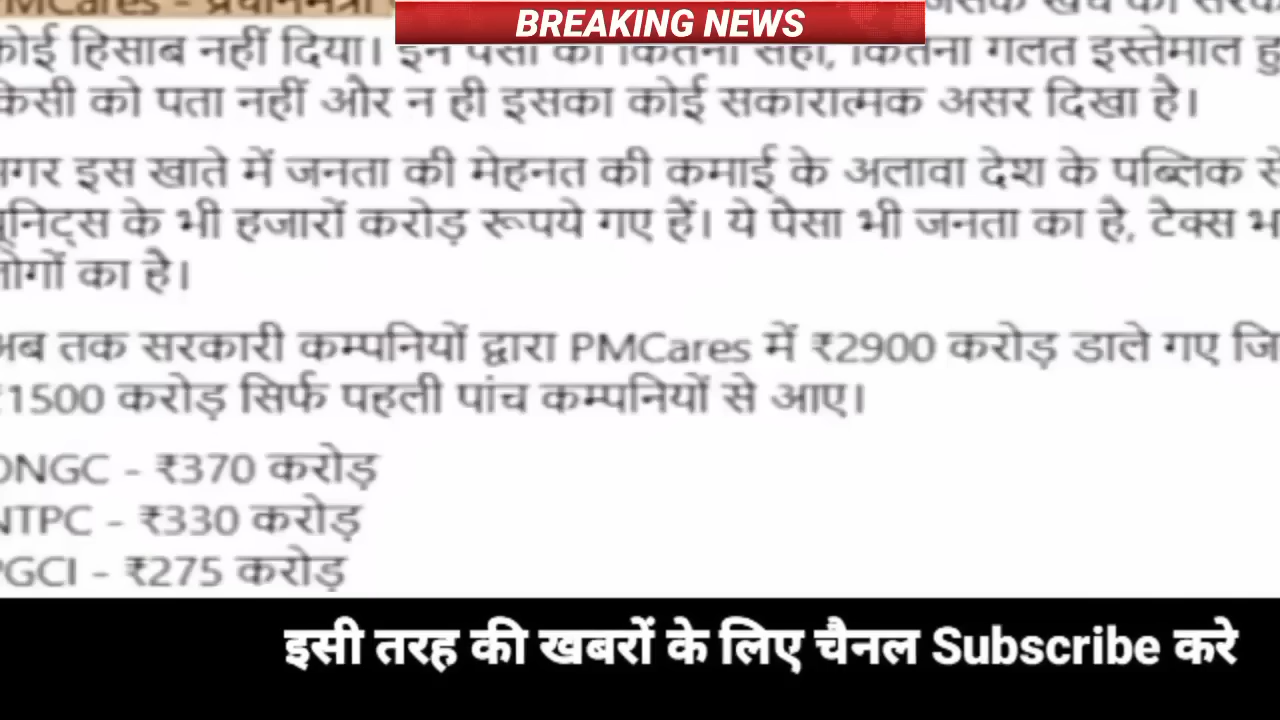 BREAKING NEWS
कोई हिसाब नहीं दिया। इन पैसों का कितना सही, कितना गलत इस्तेमाल
किसी को पता नहीं और न ही इसका कोई सकारात्मक असर दिखा है।
इस खाते में जनता की मेहनत की कमाई के अलावा देश के पब्लिक
के भी हजारों करोड़ रूपये गए हैं। ये पैसा भी जनता का है, टैक्स
लोगों का है।
अब तक सरकारी कम्पनियों द्वारा PMCares में ₹2900 करोड़ डाले गए
₹1500 करोड़ सिर्फ पहली पांच कम्पनियों से आए।
ONGC - ₹370 करोड़
NTPC - ₹330 करोड़
PGCI - ₹275 करोड़
इसी तरह की खबरों के लिए चैनल Subscribe करे